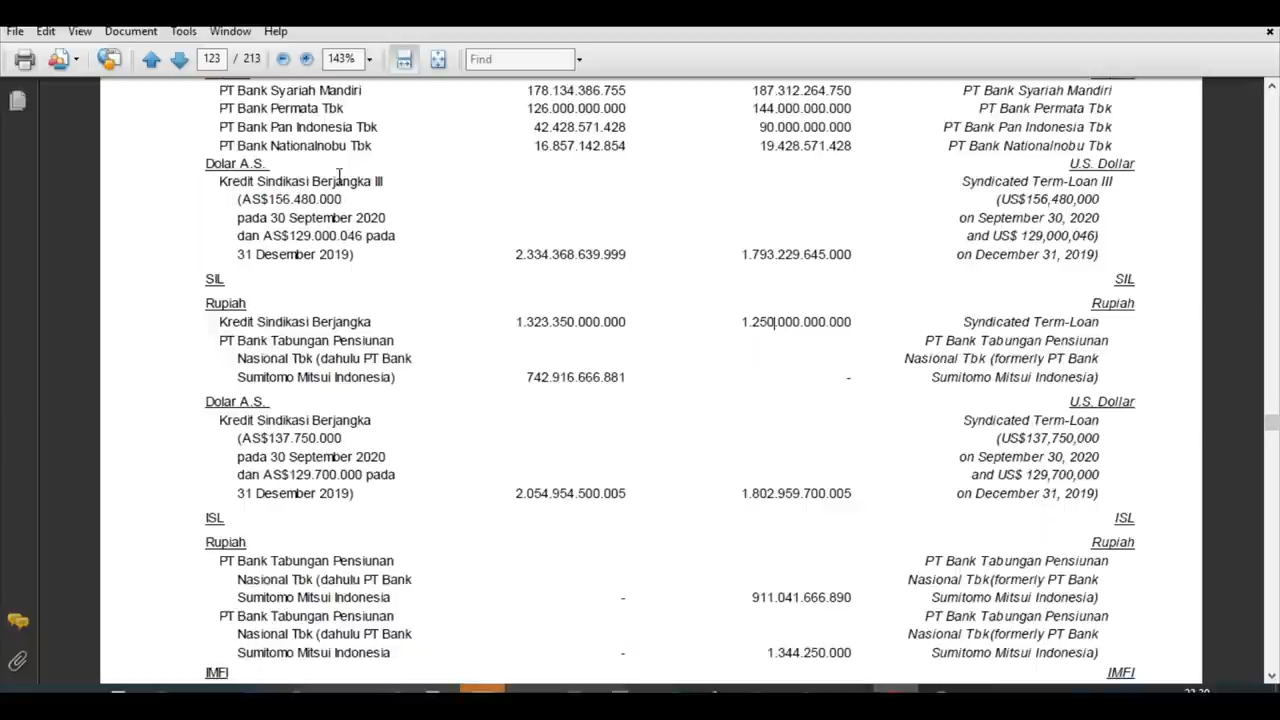 File Edit View Document Tools Window Help
123 / 213 143% Find
PT Bank Syariah Mandiri 178.134.386.755 187.312.264.750 PT Bank Syariah Mandiri
PT Bank Permata Tbk 126.000.000.000 144.000.000.000 PT Bank Permata Tbk
PT Bank Pan Indonesia Tbk 42.428.571.428 90.000.000.000 PT Bank Pan Indonesia Tbk
PT Bank Nationalnobu Tbk 16.857.142.854 19.428.571.428 PT Bank Nationalnobu Tbk
Dolar A.S. U.S. Dollar
Kredit Sindikasi Berjangka III Syndicated Term-Loan III
(AS$156.480.000 (US$156,480,000
pada 30 September 2020 on September 30, 2020
dan AS$129.000.046 pada and US$ 129,000,046)
31 Desember 2019) 2.334.368.639.999 1.793.229.645.000 on December 31, 2019)
SIL SIL
Rupiah Rupiah
Kredit Sindikasi Berjangka 1.323.350.000.000 1.250.000.000.000 Syndicated Term-Loan
PT Bank Tabungan Pensiunan PT Bank Tabungan Pensiunan
Nasional Tbk (dahulu PT Bank Nasional Tbk (formerly PT Bank
Sumitomo Mitsui Indonesia) 742.916.666.881 - Sumitomo Mitsui Indonesia)
Dolar A.S. U.S. Dollar
Kredit Sindikasi Berjangka Syndicated Term-Loan
(AS$137.750.000 (US$137,750,000
pada 30 September 2020 on September 30, 2020
dan AS$129.700.000 pada and US$ 129,700,000
31 Desember 2019) 2.054.954.500.005 1.802.959.700.005 on December 31, 2019)
ISL ISL
Rupiah Rupiah
PT Bank Tabungan Pensiunan PT Bank Tabungan Pensiunan
Nasional Tbk (dahulu PT Bank Nasional Tbk(formerly PT Bank
Sumitomo Mitsui Indonesia - 911.041.666.890 Sumitomo Mitsui Indonesia)
PT Bank Tabungan Pensiunan PT Bank Tabungan Pensiunan
Nasional Tbk (dahulu PT Bank Nasional Tbk(formerly PT Bank
Sumitomo Mitsui Indonesia - 1.344.250.000 Sumitomo Mitsui Indonesia)
IMFI IMFI